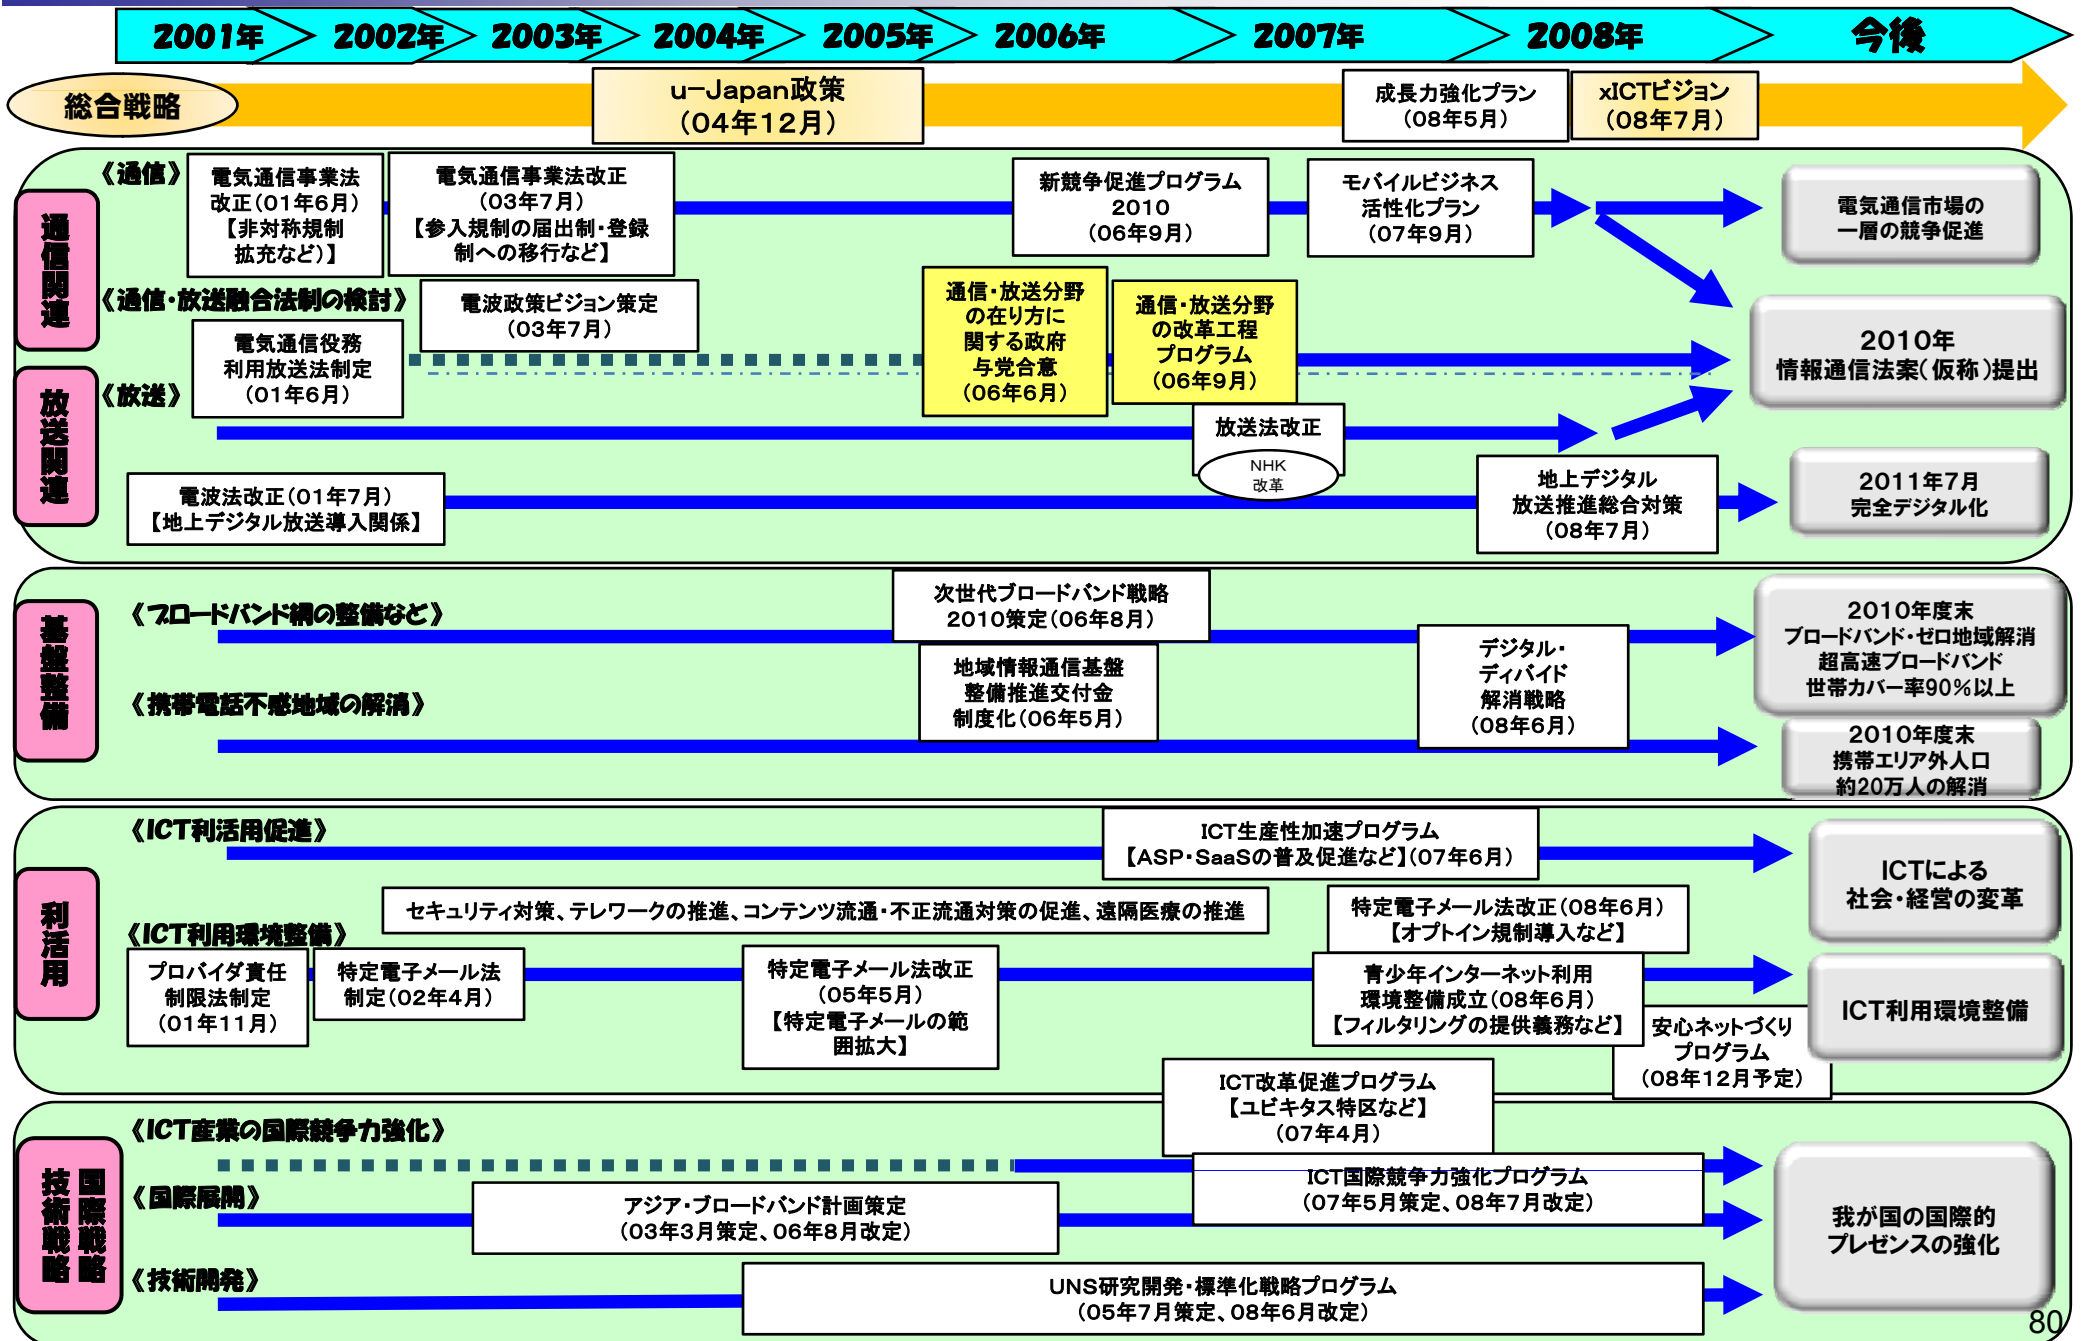 2001年
2002年
2003年
2004年
2005年
2006年
2007年
2008年
今後
総合戦略
u-Japan政策
(04年12月)
成長力強化プラン
(08年5月)
xICTビジョン
(08年7月)
通信関連
放送関連
《通信》
電気通信事業法
改正(01年6月)
【非対称規制
拡充など)】
電気通信事業法改正
(03年7月)
【参入規制の届出制・登録
制への移行など】
新競争促進プログラム
2010
(06年9月)
モバイルビジネス
活性化プラン
(07年9月)
電気通信市場の
一層の競争促進
《通信・放送融合法制の検討》
電気通信役務
利用放送法制定
(01年6月)
電波政策ビジョン策定
(03年7月)
通信・放送分野
の在り方に
関する政府
与党合意
(06年6月)
通信・放送分野
の改革工程
プログラム
(06年9月)
2010年
情報通信法案(仮称)提出
《放送》
放送法改正
NHK
改革
電波法改正(01年7月)
【地上デジタル放送導入関係】
地上デジタル
放送推進総合対策
(08年7月)
2011年7月
完全デジタル化
基盤整備
《ブロードバンド網の整備など》
次世代ブロードバンド戦略
2010策定(06年8月)
地域情報通信基盤
整備推進交付金
制度化(06年5月)
デジタル・
ディバイド
解消戦略
(08年6月)
2010年度末
ブロードバンド・ゼロ地域解消
超高速ブロードバンド
世帯カバー率90%以上
《携帯電話不感地域の解消》
2010年度末
携帯エリア外人口
約20万人の解消
利活用
《ICT利活用促進》
ICT生産性加速プログラム
【ASP・SaaSの普及促進など】(07年6月)
ICTによる
社会・経営の変革
セキュリティ対策、テレワークの推進、コンテンツ流通・不正流通対策の促進、遠隔医療の推進
《ICT利用環境整備》
プロバイダ責任
制限法制定
(01年11月)
特定電子メール法
制定(02年4月)
特定電子メール法改正
(05年5月)
【特定電子メールの範
囲拡大】
特定電子メール法改正(08年6月)
【オプトイン規制導入など】
青少年インターネット利用
環境整備成立(08年6月)
【フィルタリングの提供義務など】
安心ネットづくり
プログラム
(08年12月予定)
ICT利用環境整備
国際戦略
技術戦略
《ICT産業の国際競争力強化》
ICT改革促進プログラム
【ユビキタス特区など】
(07年4月)
ICT国際競争力強化プログラム
(07年5月策定、08年7月改定)
《国際展開》
アジア・ブロードバンド計画策定
(03年3月策定、06年8月改定)
我が国の国際的
プレゼンスの強化
《技術開発》
UNS研究開発・標準化戦略プログラム
(05年7月策定、08年6月改定)
80